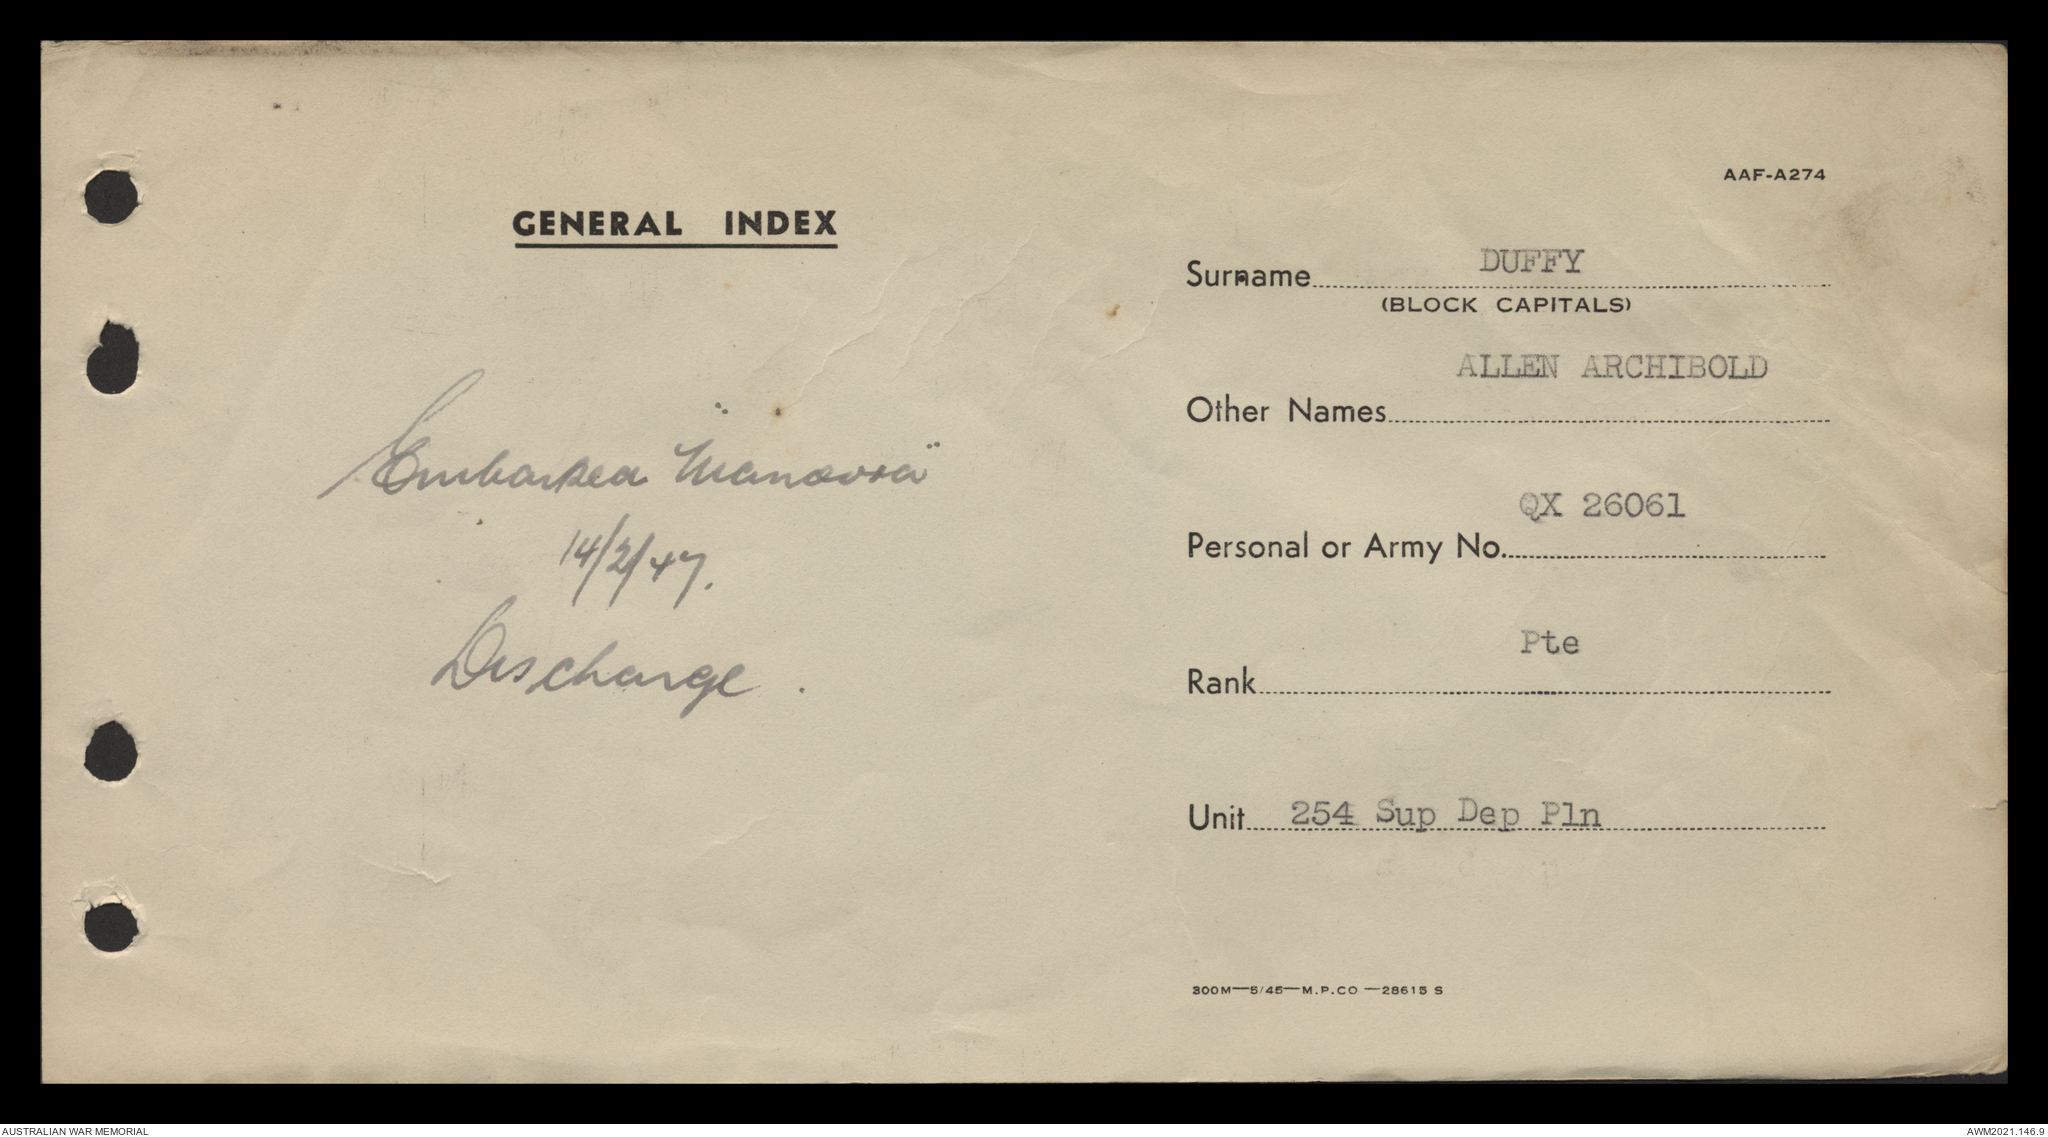 AAF-A274
GENERAL INDEX
Surname DUFFY
(BLOCK CAPITALS)
ALLEN ARCHIBOLD
Other Names
Embarked "Manoora"
14/2/47.
Discharge.
QX 26061
Personal or Army No.
Pte
Rank
Unit 254 Sup Dep Pln
300M—5/45—M.P.CO—28615 S
AUSTRALIAN WAR MEMORIAL
AWM2021.146.9